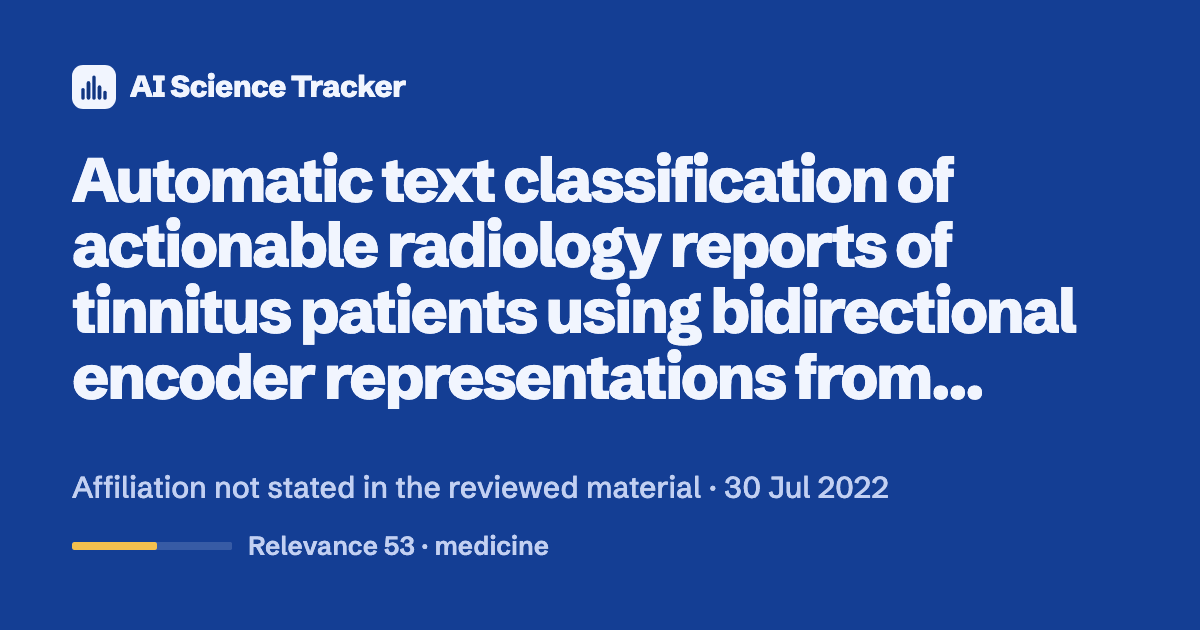 AI Science Tracker
Automatic text classification of
actionable radiology reports of
tinnitus patients using bidirectional
encoder representations from...
Affiliation not stated in the reviewed material · 30 Jul 2022
Relevance 53 · medicine